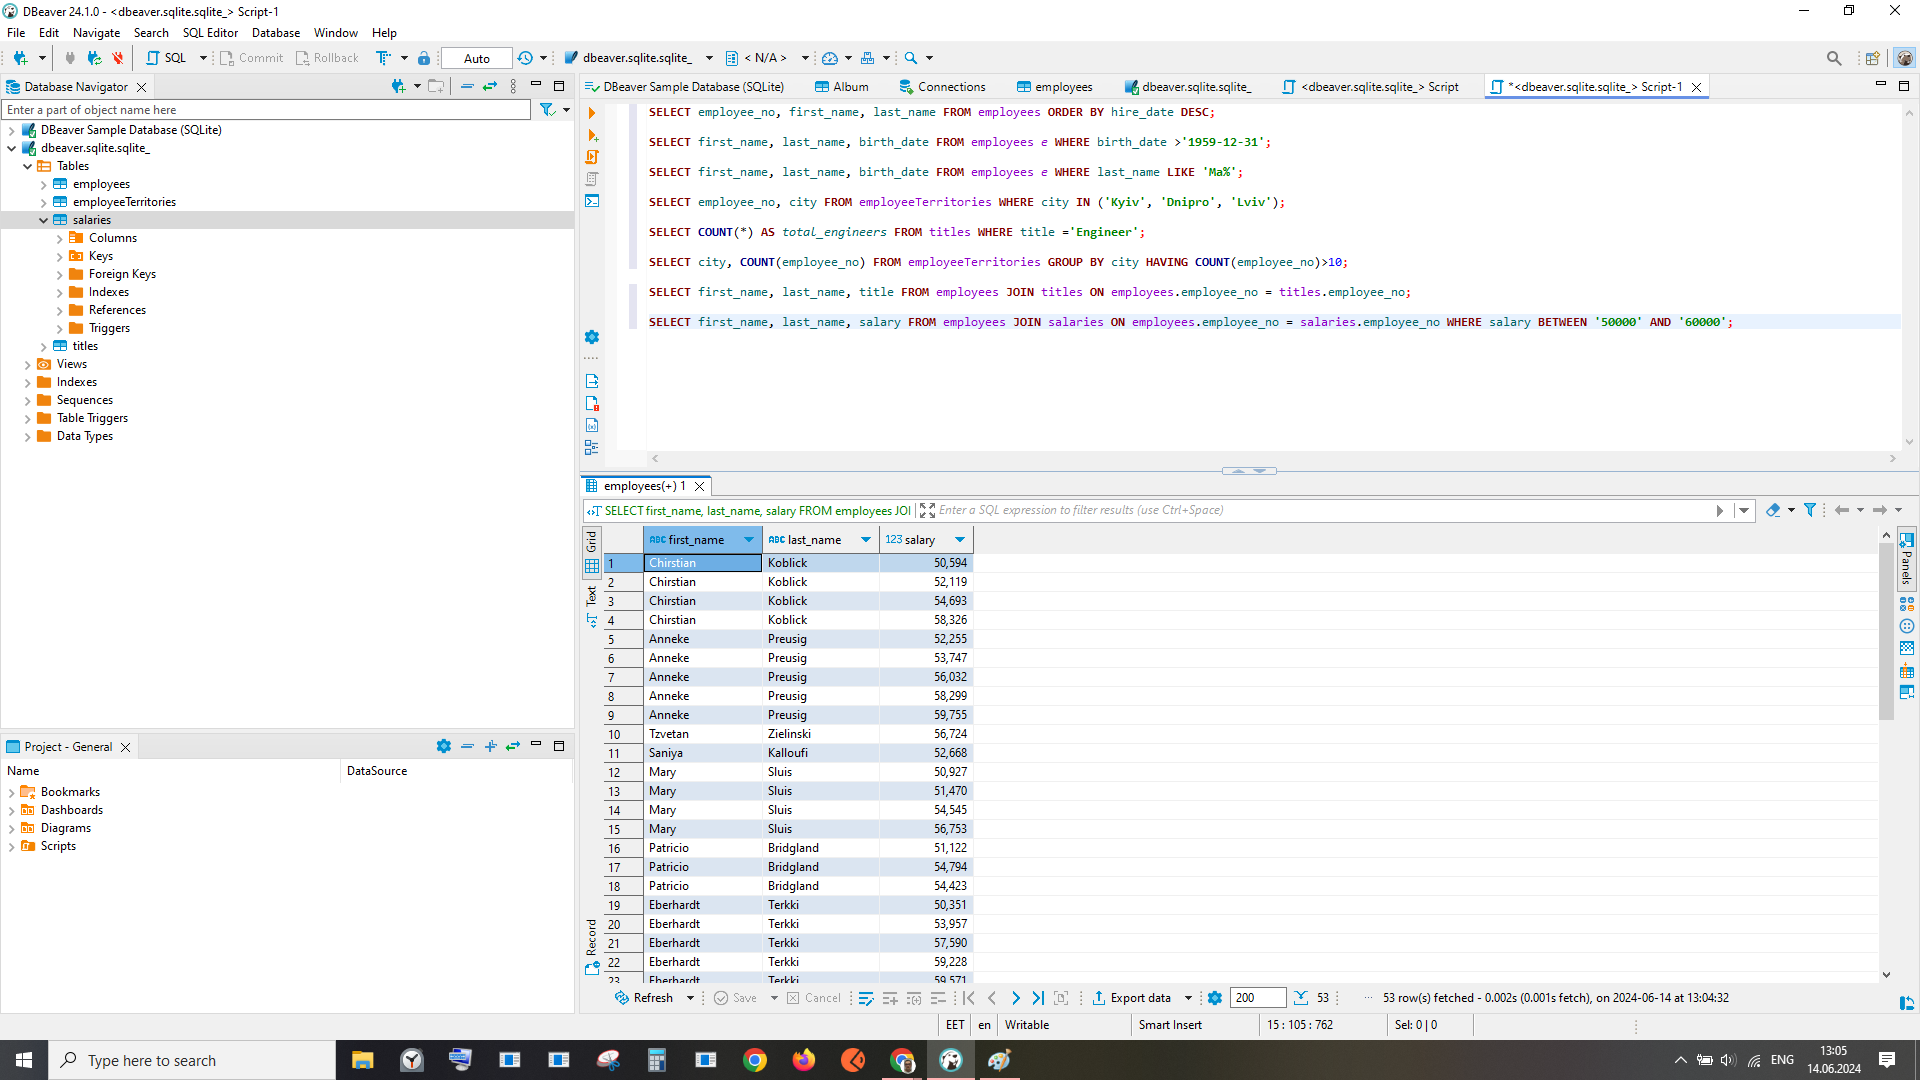 DBeaver 24.1.0 - <dbeaver.sqlite.sqlite_> Script-1
File Edit Navigate Search SQL Editor Database Window Help
SQL Commit Rollback Auto dbeaver.sqlite.sqlite_ < N/A >
Database Navigator
DBeaver Sample Database (SQLite) Album Connections employees dbeaver.sqlite.sqlite_ <dbeaver.sqlite.sqlite_> Script *<dbeaver.sqlite.sqlite_> Script-1
Enter a part of object name here
DBeaver Sample Database (SQLite)
dbeaver.sqlite.sqlite_
Tables
employees
employeeTerritories
salaries
Columns
Keys
Foreign Keys
Indexes
References
Triggers
titles
Views
Indexes
Sequences
Table Triggers
Data Types
SELECT employee_no, first_name, last_name FROM employees ORDER BY hire_date DESC;
SELECT first_name, last_name, birth_date FROM employees e WHERE birth_date >'1959-12-31';
SELECT first_name, last_name, birth_date FROM employees e WHERE last_name LIKE 'Ma%';
SELECT employee_no, city FROM employeeTerritories WHERE city IN ('Kyiv', 'Dnipro', 'Lviv');
SELECT COUNT(*) AS total_engineers FROM titles WHERE title ='Engineer';
SELECT city, COUNT(employee_no) FROM employeeTerritories GROUP BY city HAVING COUNT(employee_no)>10;
SELECT first_name, last_name, title FROM employees JOIN titles ON employees.employee_no = titles.employee_no;
SELECT first_name, last_name, salary FROM employees JOIN salaries ON employees.employee_no = salaries.employee_no WHERE salary BETWEEN '50000' AND '60000';
employees(+) 1
SELECT first_name, last_name, salary FROM employees JOI Enter a SQL expression to filter results (use Ctrl+Space)
Grid
Text
Record
Panels
ABC first_name ABC last_name 123 salary
1 Chirstian Koblick 50,594
2 Chirstian Koblick 52,119
3 Chirstian Koblick 54,693
4 Chirstian Koblick 58,326
5 Anneke Preusig 52,255
6 Anneke Preusig 53,747
7 Anneke Preusig 56,032
8 Anneke Preusig 58,299
9 Anneke Preusig 59,755
10 Tzvetan Zielinski 56,724
11 Saniya Kalloufi 52,668
12 Mary Sluis 50,927
13 Mary Sluis 51,470
14 Mary Sluis 54,545
15 Mary Sluis 56,753
16 Patricio Bridgland 51,122
17 Patricio Bridgland 54,794
18 Patricio Bridgland 54,423
19 Eberhardt Terkki 50,351
20 Eberhardt Terkki 53,957
21 Eberhardt Terkki 57,590
22 Eberhardt Terkki 59,228
23 Eberhardt Terkki 59,571
Project - General
Name DataSource
Bookmarks
Dashboards
Diagrams
Scripts
Refresh Save Cancel Export data 200 53 53 row(s) fetched - 0.002s (0.001s fetch), on 2024-06-14 at 13:04:32
EET en Writable Smart Insert 15 : 105 : 762 Sel: 0 | 0
Type here to search
ENG
13:05
14.06.2024